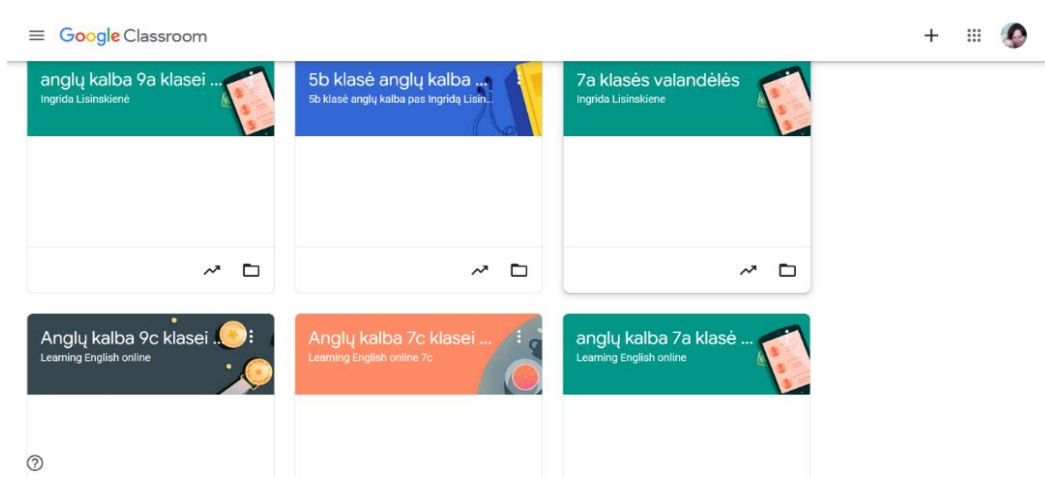 Google Classroom
anglų kalba 9a klasei ...
Ingrida Lisinskienė
5b klasė anglų kalba ...
5b klasė anglų kalba pas Ingridą Lisin...
7a klasės valandėlės
Ingrida Lisinskiene
Anglų kalba 9c klasei ...
Learning English online
Anglų kalba 7c klasei ...
Learning English online 7c
anglų kalba 7a klasė ...
Learning English online